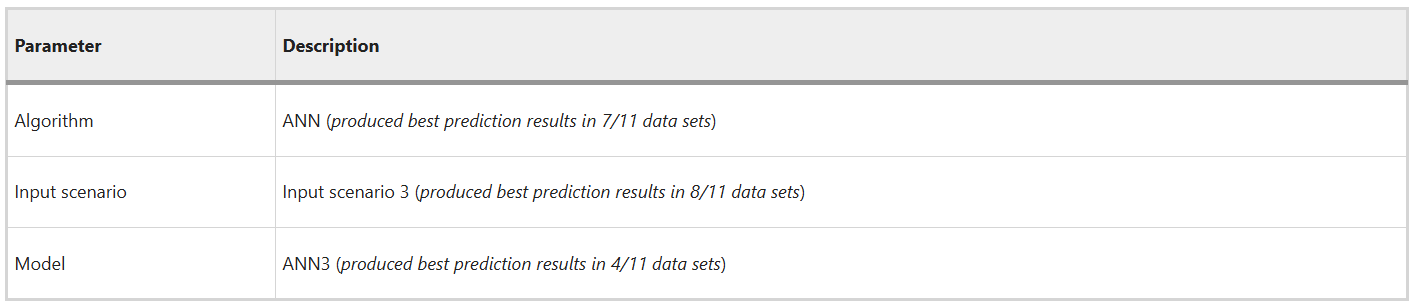 Parameter Description
Algorithm ANN (produced best prediction results in 7/11 data sets)
Input scenario Input scenario 3 (produced best prediction results in 8/11 data sets)
Model ANN3 (produced best prediction results in 4/11 data sets)